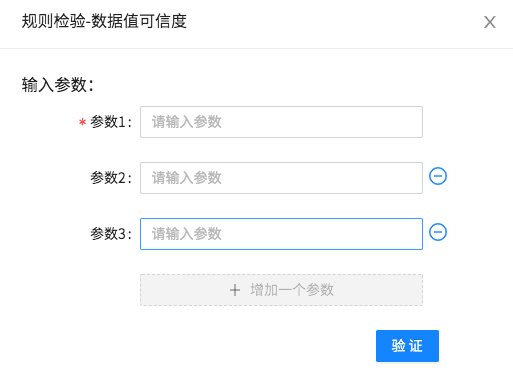 规则检验-数据值可信度
输入参数：
* 参数1： 请输入参数
参数2： 请输入参数
参数3： 请输入参数
+ 增加一个参数
验 证